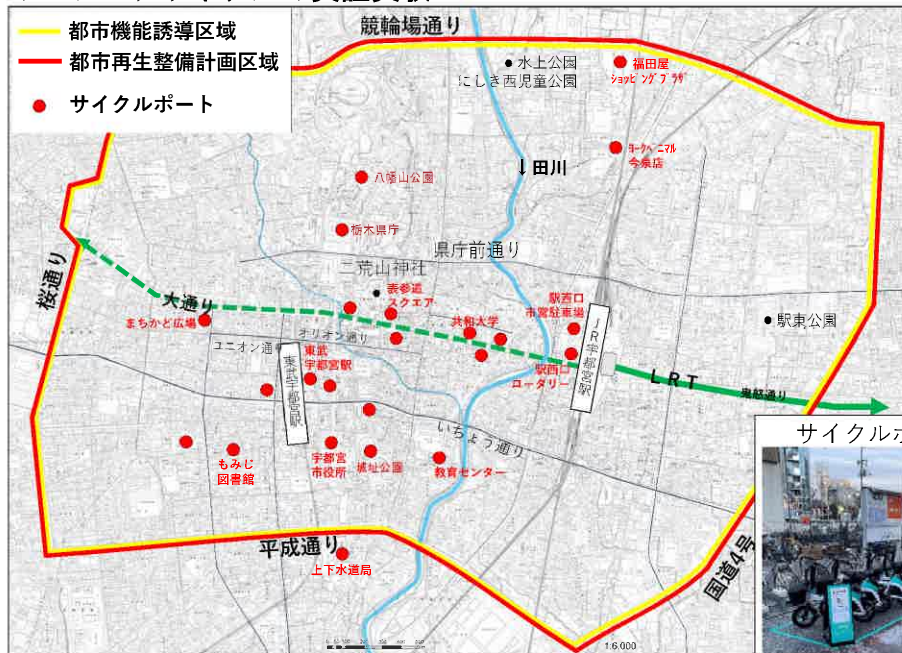 都市機能誘導区域
都市再生整備計画区域
サイクルポート
競輪場通り
水上公園
にしき西児童公園
福田屋
ショッピングプラザ
ヨークベニマル
今泉店
↓田川
八幡山公園
栃木県庁
県庁前通り
二荒山神社
表参道
スクエア
桜通り
大通り
まちかど広場
オリオン通り
ユニオン通り
共和大学
駅西口
市営駐車場
JR宇都宮駅
駅東公園
東武
宇都宮駅
東武宇都宮駅
駅西口
ロータリー
LRT
鬼怒通り
いちょう通り
もみじ
図書館
宇都宮
市役所
城址公園
教育センター
サイクルポ
平成通り
上下水道局
国道4号
1:6,000